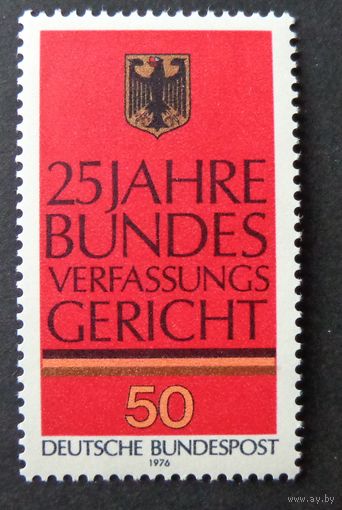 25 JAHRE
BUNDES
VERFASSUNGS
GERICHT
50
DEUTSCHE BUNDESPOST
1976
www.ay.by